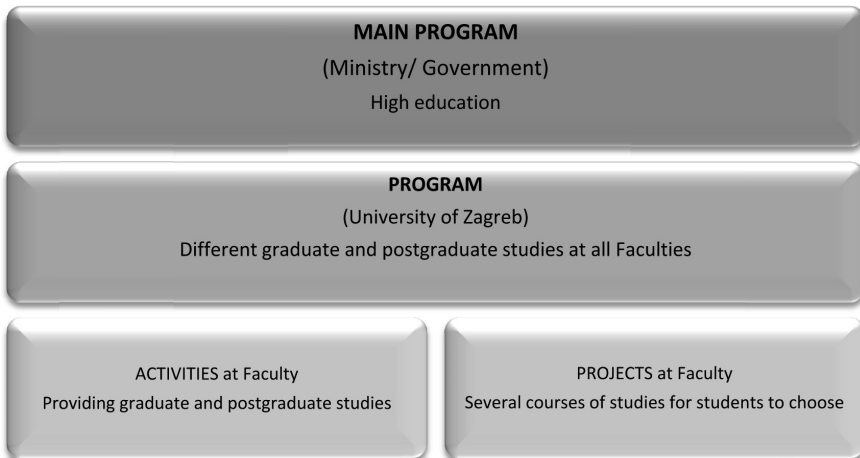 MAIN PROGRAM
(Ministry/ Government)
High education
PROGRAM
(University of Zagreb)
Different graduate and postgraduate studies at all Faculties
ACTIVITIES at Faculty
Providing graduate and postgraduate studies
PROJECTS at Faculty
Several courses of studies for students to choose